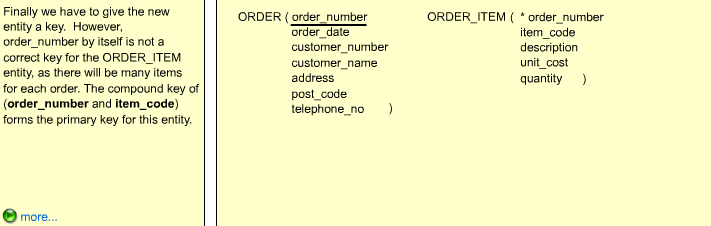 Finally we have to give the new
entity a key. However,
order_number by itself is not a
correct key for the ORDER_ITEM
entity, as there will be many items
for each order. The compound key of
(order_number and item_code)
forms the primary key for this entity.
more...
ORDER ( order_number
order_date
customer_number
customer_name
address
post_code
telephone_no )
ORDER_ITEM ( * order_number
item_code
description
unit_cost
quantity )